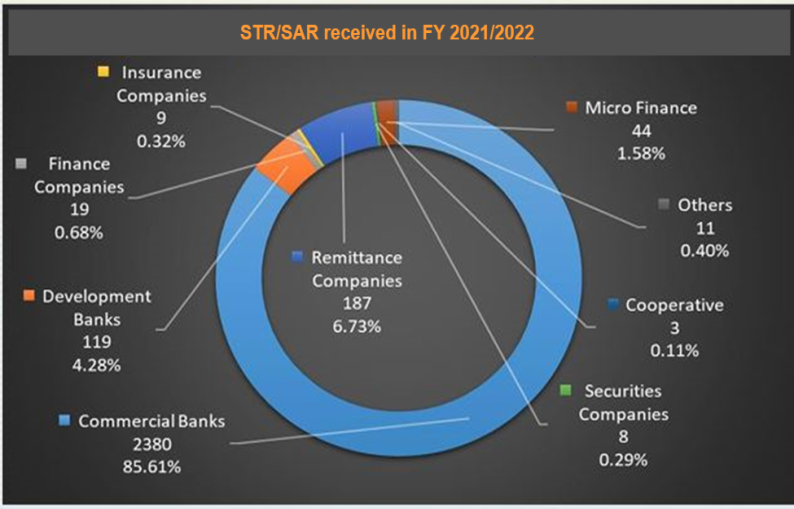 STR/SAR received in FY 2021/2022
Insurance
Companies
9
0.32%
Micro Finance
44
1.58%
Finance
Companies
19
0.68%
Others
11
0.40%
Remittance
Companies
187
6.73%
Development
Banks
119
4.28%
Cooperative
3
0.11%
Securities
Companies
8
0.29%
Commercial Banks
2380
85.61%